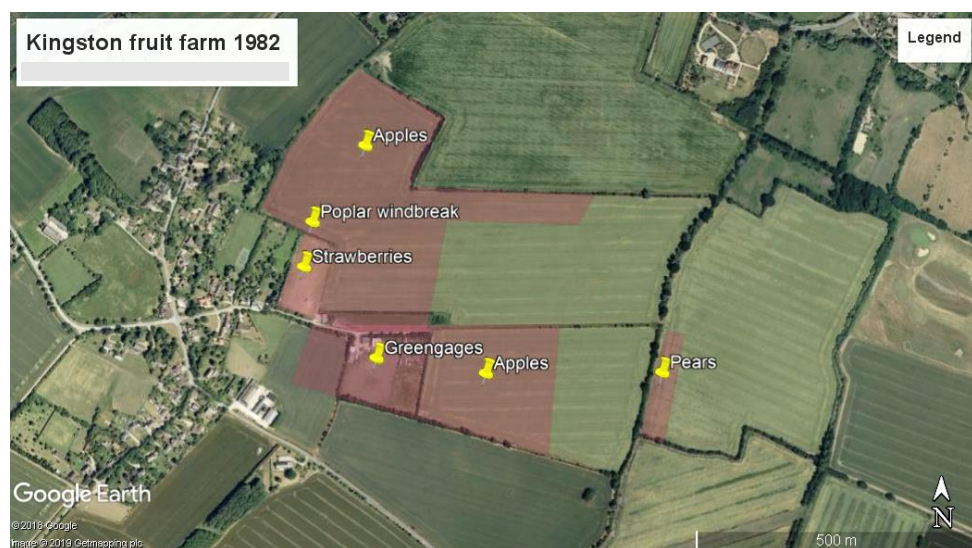 Kingston fruit farm 1982
Legend
Apples
Poplar windbreak
Strawberries
Greengages
Apples
Pears
Google Earth
© 2018 Google
Image © 2019 Getmapping plc
N
500 m